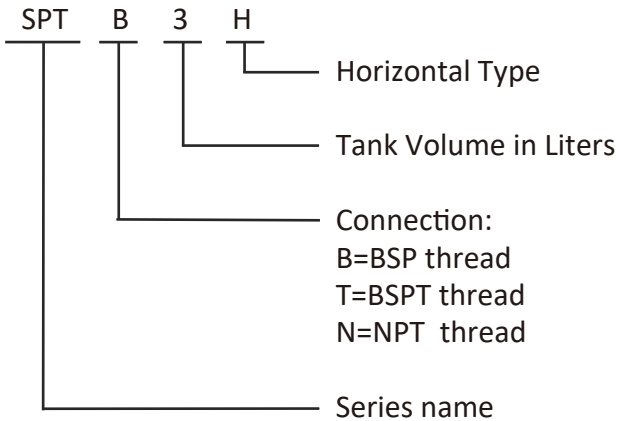 SPT B 3 H
Horizontal Type
Tank Volume in Liters
Connection:
B=BSP thread
T=BSPT thread
N=NPT thread
Series name